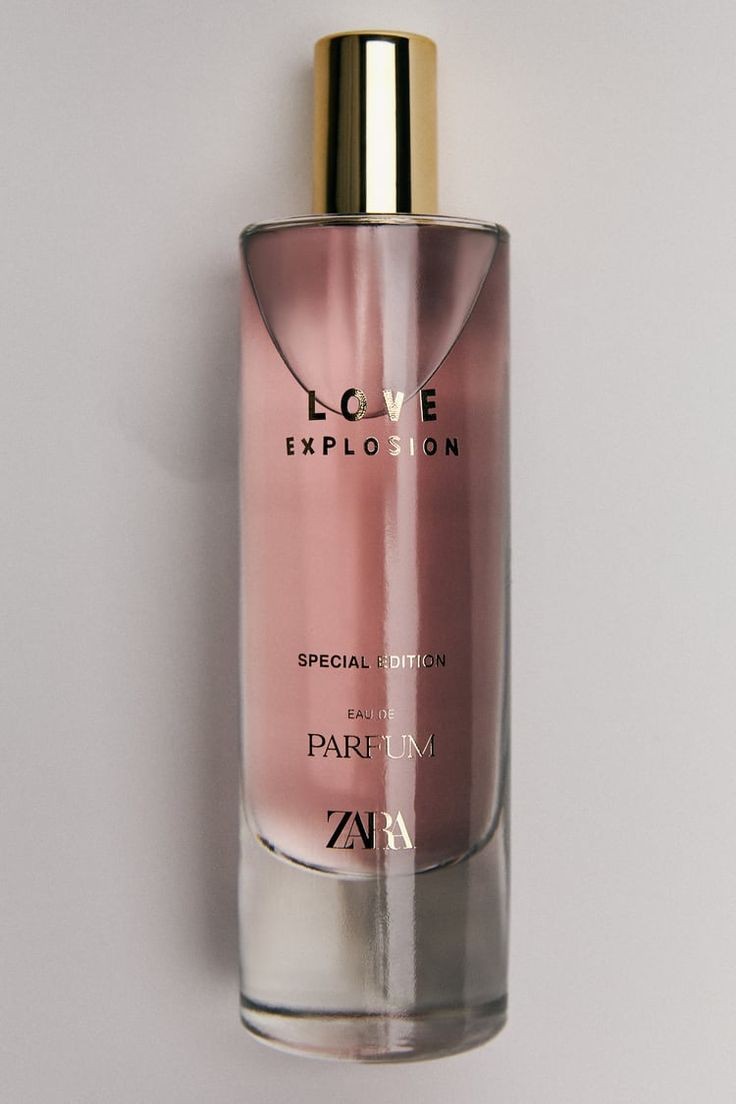 LOVE
EXPLOSION
SPECIAL EDITION
EAU DE
PARFUM
ZARA